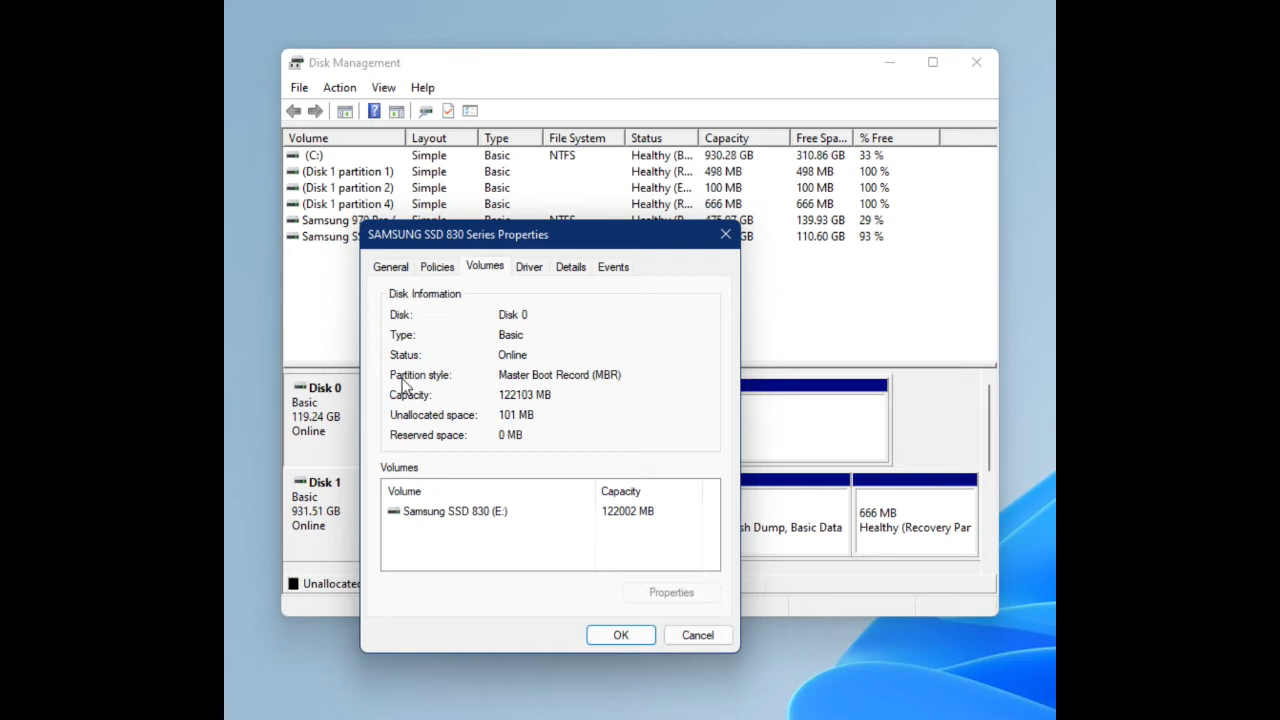 Disk Management
File Action View Help
Volume Layout Type File System Status Capacity Free Spa... % Free
(C:) Simple Basic NTFS Healthy (B... 930.28 GB 310.86 GB 33 %
(Disk 1 partition 1) Simple Basic Healthy (R... 498 MB 498 MB 100 %
(Disk 1 partition 2) Simple Basic Healthy (E... 100 MB 100 MB 100 %
(Disk 1 partition 4) Simple Basic Healthy (R... 666 MB 666 MB 100 %
Samsung Simple Basic NTFS 139.93 GB 29 %
Samsung GB 110.60 GB 93 %
SAMSUNG SSD 830 Series Properties
General Policies Volumes Driver Details Events
Disk Information
Disk: Disk 0
Type: Basic
Status: Online
Partition style: Master Boot Record (MBR)
Capacity: 122103 MB
Unallocated space: 101 MB
Reserved space: 0 MB
Volumes
Volume Capacity
Samsung SSD 830 (E:) 122002 MB
Properties
OK Cancel
Disk 0
Basic
119.24 GB
Online
Disk 1
Basic
931.51 GB
Online
sh Dump, Basic Data
666 MB
Healthy (Recovery Par
Unallocated